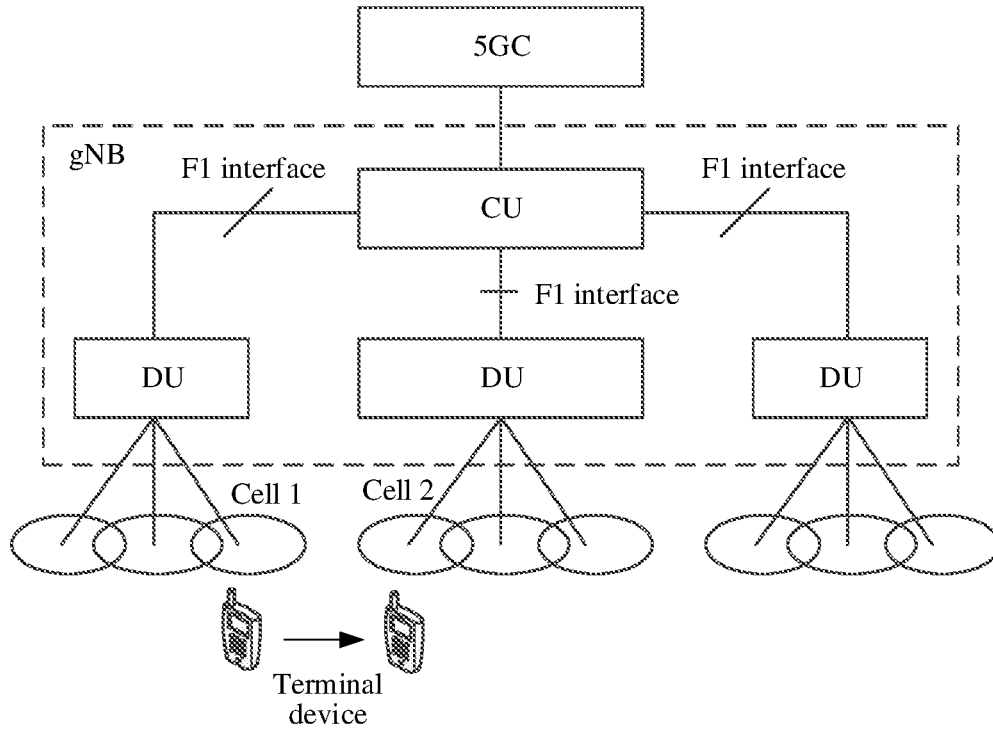 5GC
gNB
F1 interface
F1 interface
CU
F1 interface
DU
DU
DU
Cell 1
Cell 2
Terminal
device